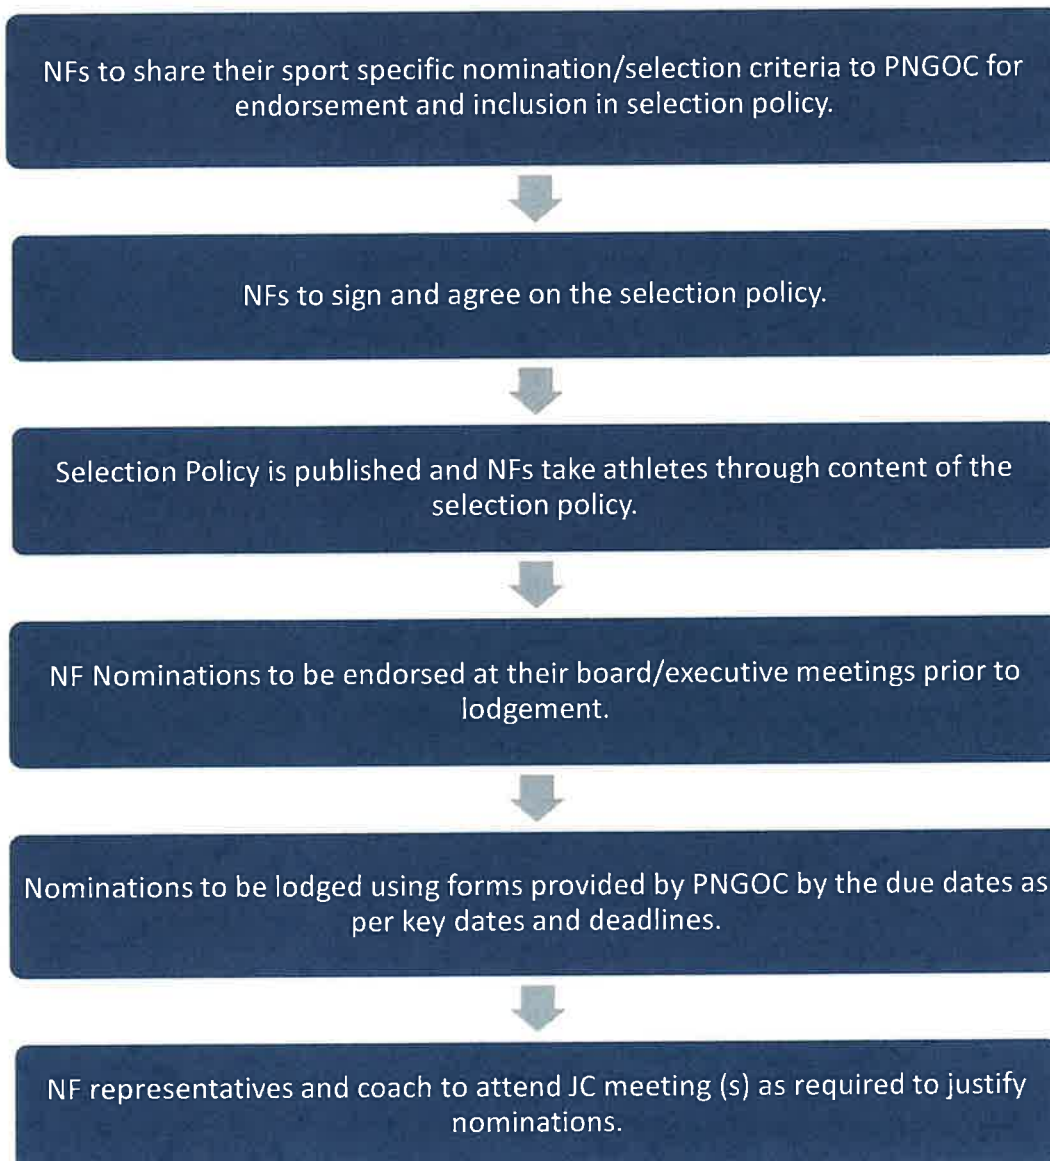 NFs to share their sport specific nomination/selection criteria to PNGOC for
endorsement and inclusion in selection policy.
NFs to sign and agree on the selection policy.
Selection Policy is published and NFs take athletes through content of the
selection policy.
NF Nominations to be endorsed at their board/executive meetings prior to
lodgement.
Nominations to be lodged using forms provided by PNGOC by the due dates as
per key dates and deadlines.
NF representatives and coach to attend JC meeting (s) as required to justify
nominations.